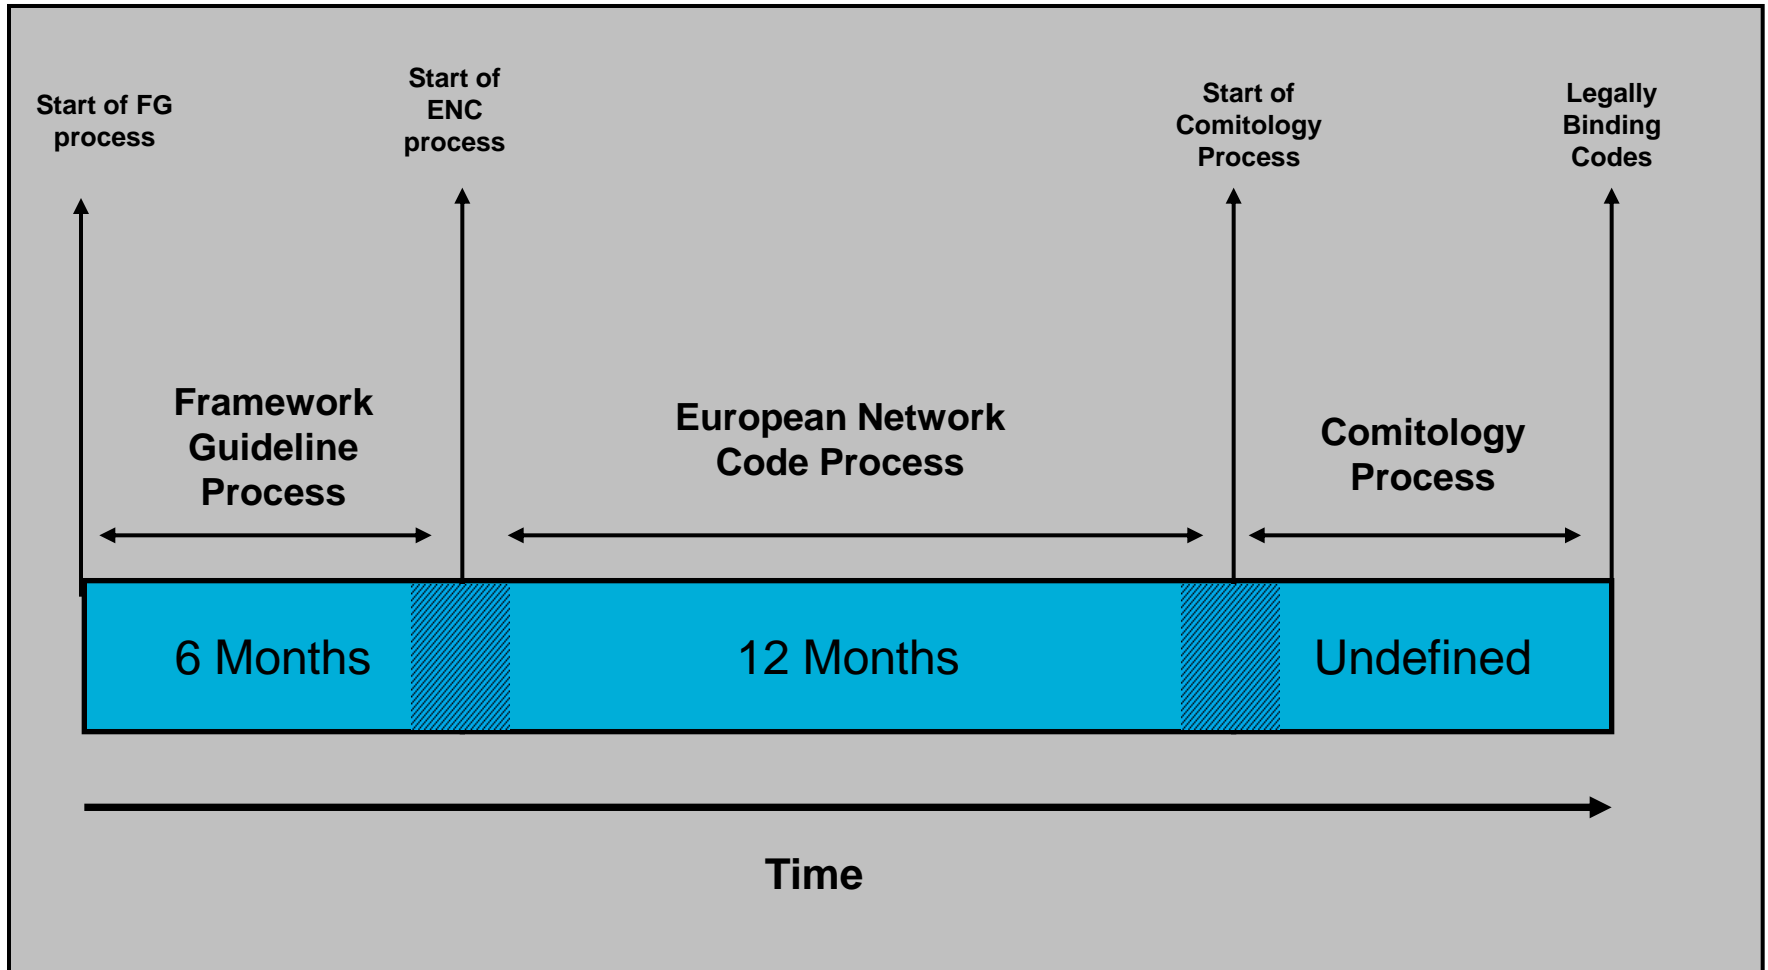 Start of FG
process
Start of
ENC
process
Start of
Comitology
Process
Legally
Binding
Codes
Framework
Guideline
Process
European Network
Code Process
Comitology
Process
6 Months
12 Months
Undefined
Time